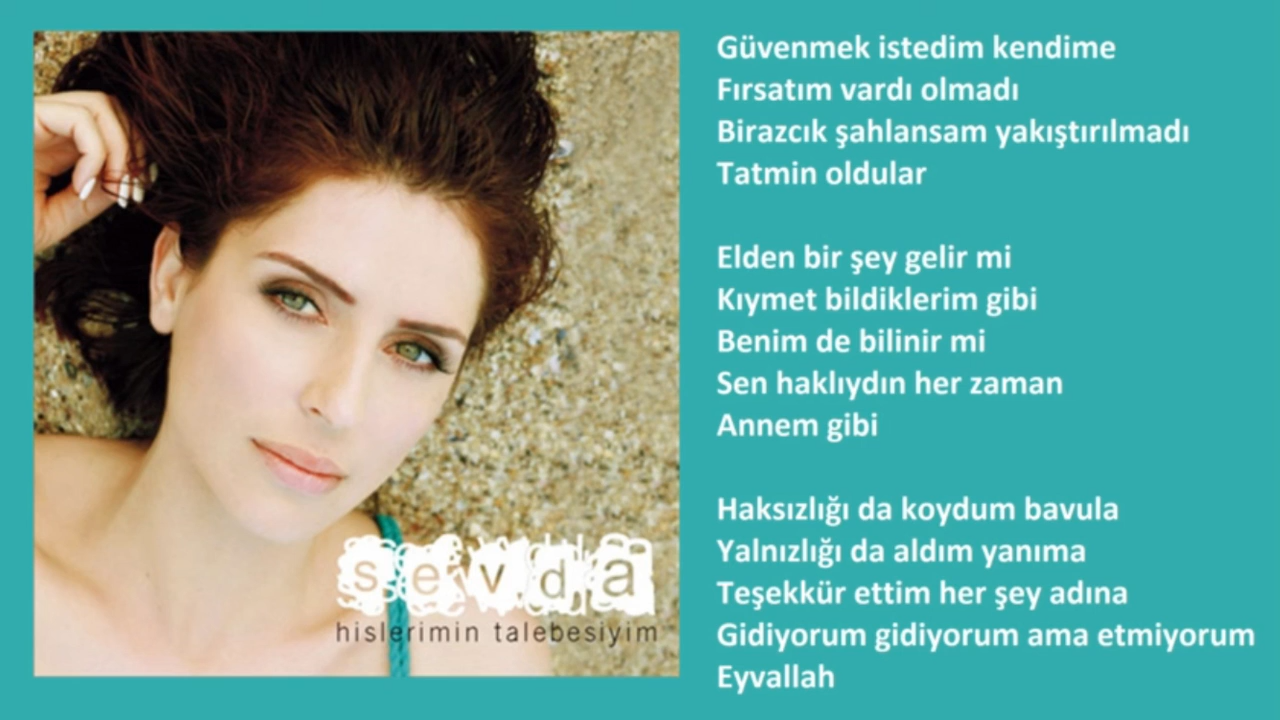 Güvenmek istedim kendime
Fırsatım vardı olmadı
Birazcık şahlansam yakıştırılmadı
Tatmin oldular
Elden bir şey gelir mi
Kıymet bildiklerim gibi
Benim de bilinir mi
Sen haklıydın her zaman
Annem gibi
Haksızlığı da koydum bavula
Yalnızlığı da aldım yanıma
Teşekkür ettim her şey adına
Gidiyorum gidiyorum ama etmiyorum
Eyvallah
sevda
hislerimin talebesiyim